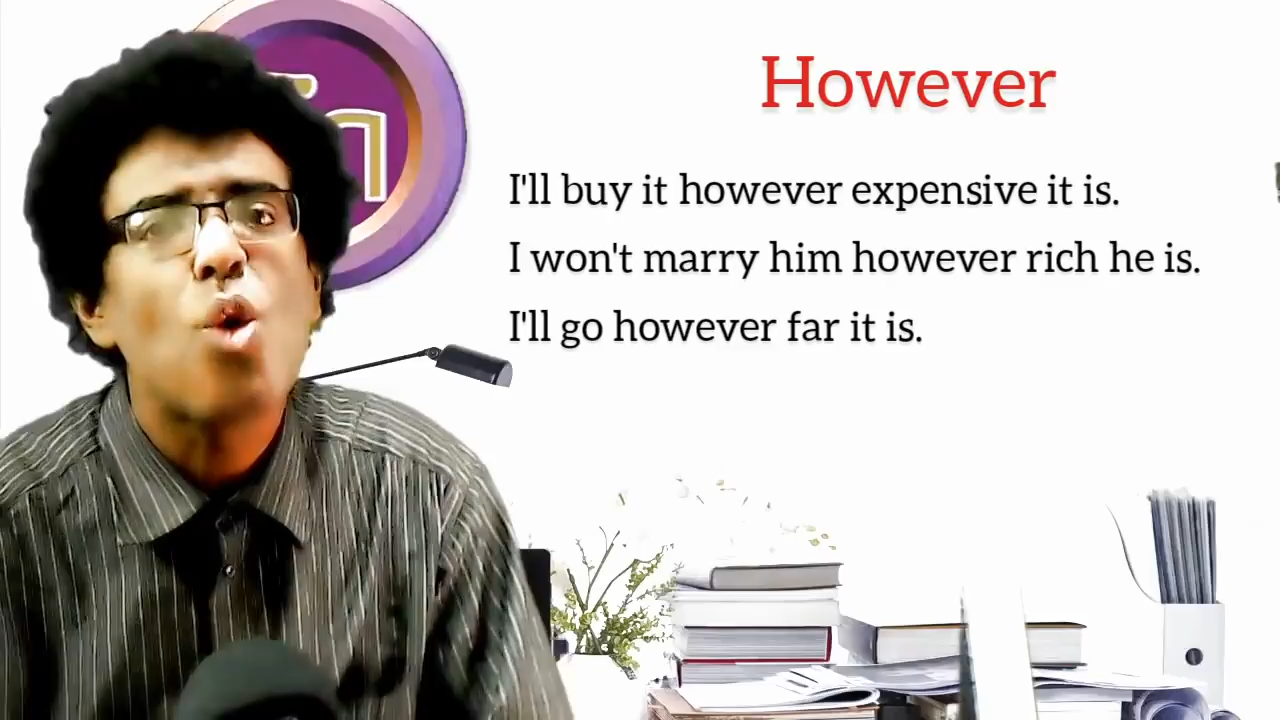 However
I'll buy it however expensive it is.
I won't marry him however rich he is.
I'll go however far it is.